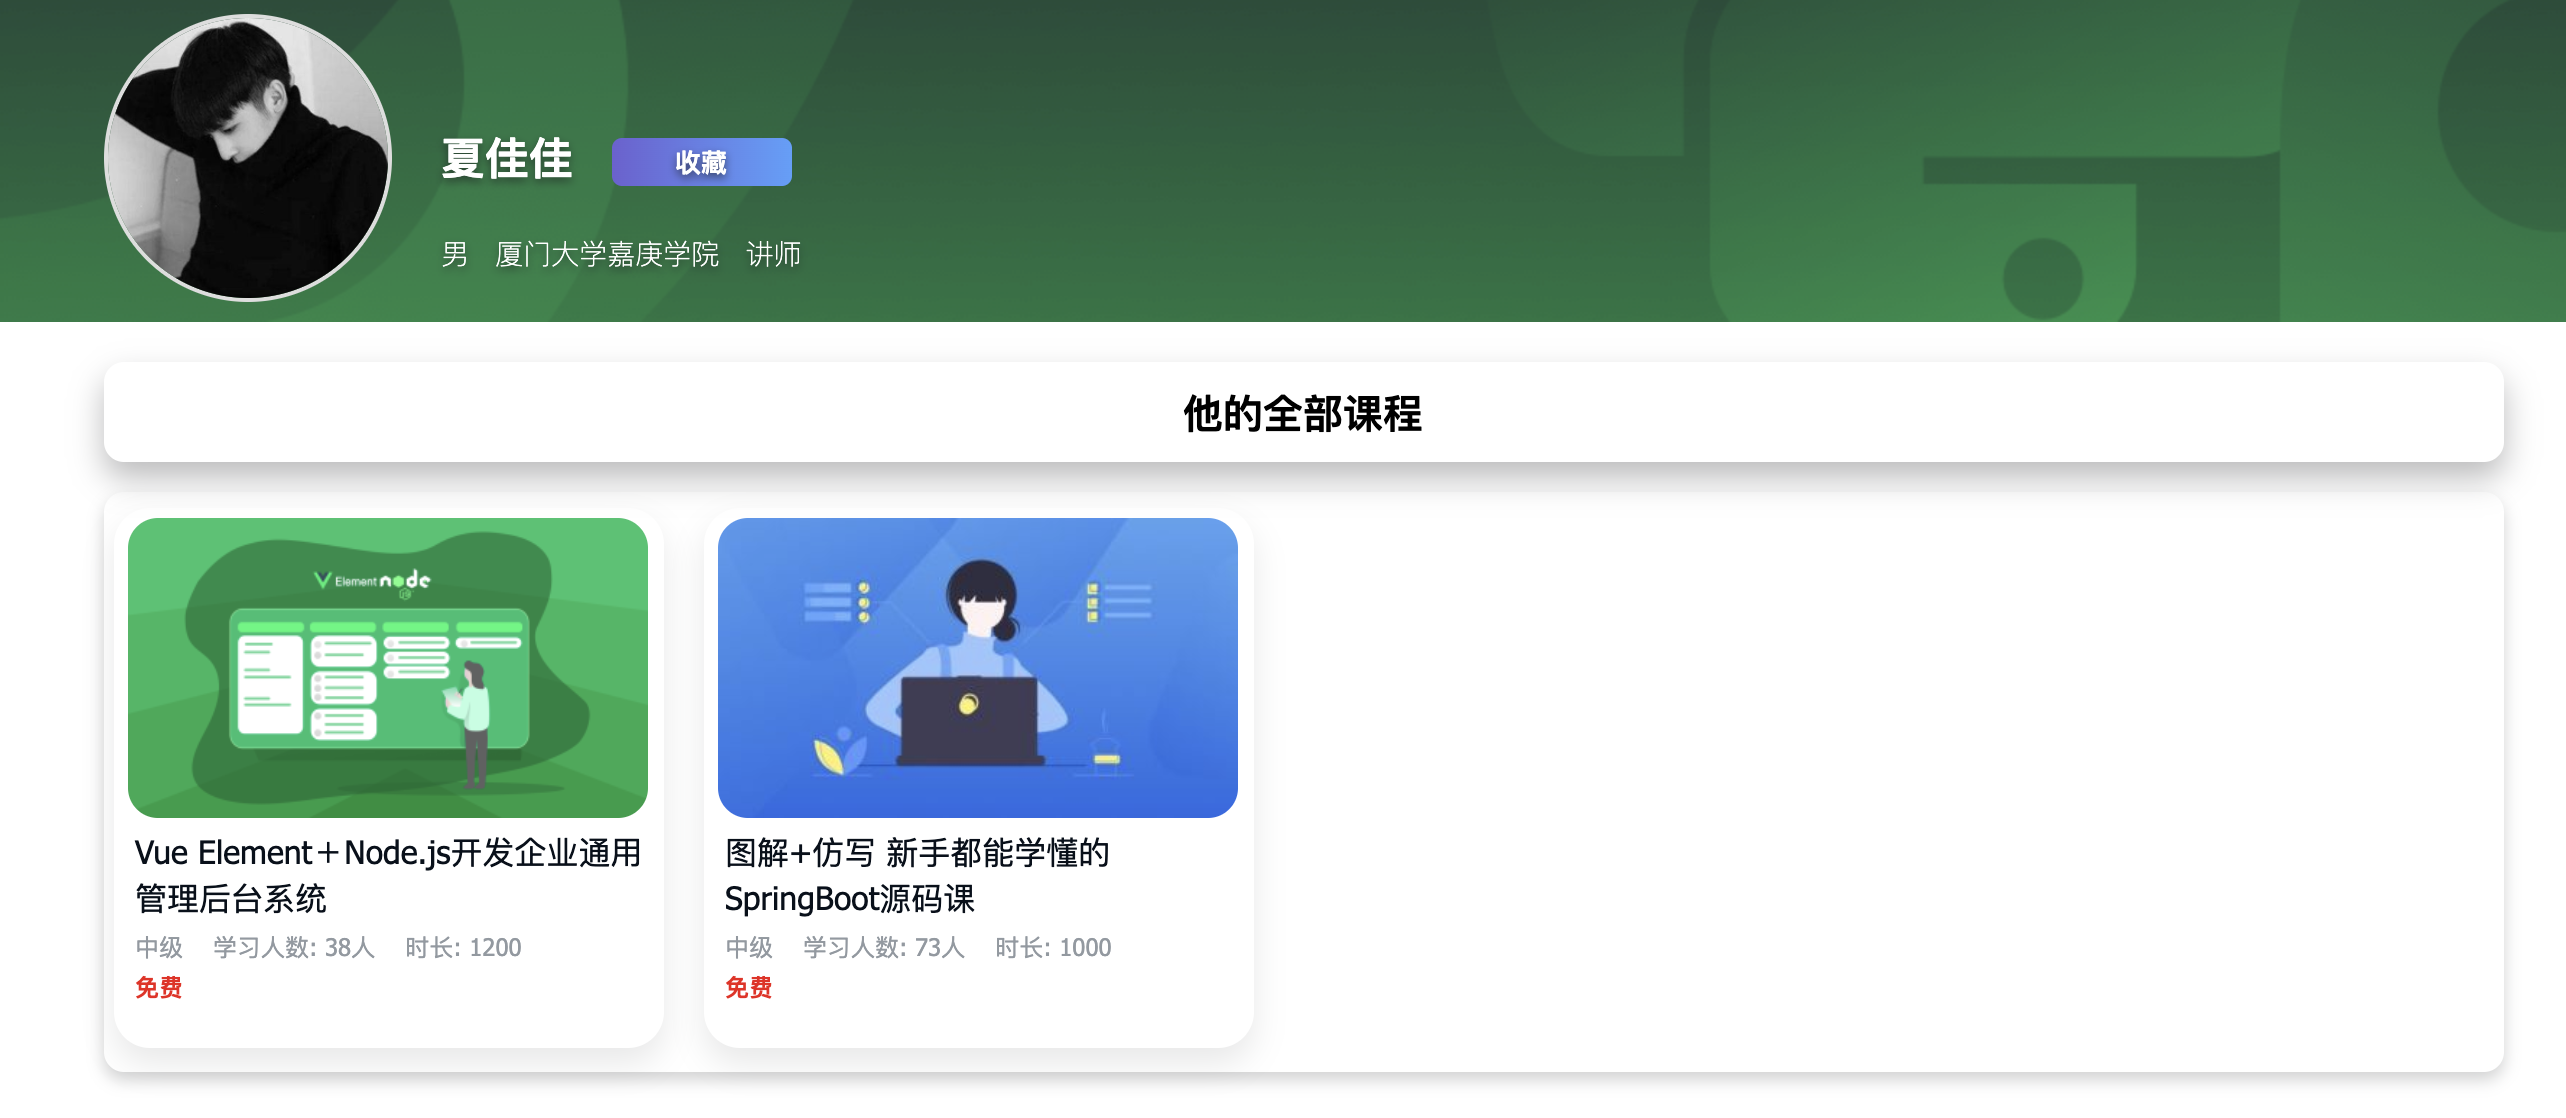 夏佳佳 收藏
男 厦门大学嘉庚学院 讲师
他的全部课程
Element node
Vue Element＋Node.js开发企业通用
管理后台系统
中级 学习人数: 38人 时长: 1200
免费
图解+仿写 新手都能学懂的
SpringBoot源码课
中级 学习人数: 73人 时长: 1000
免费